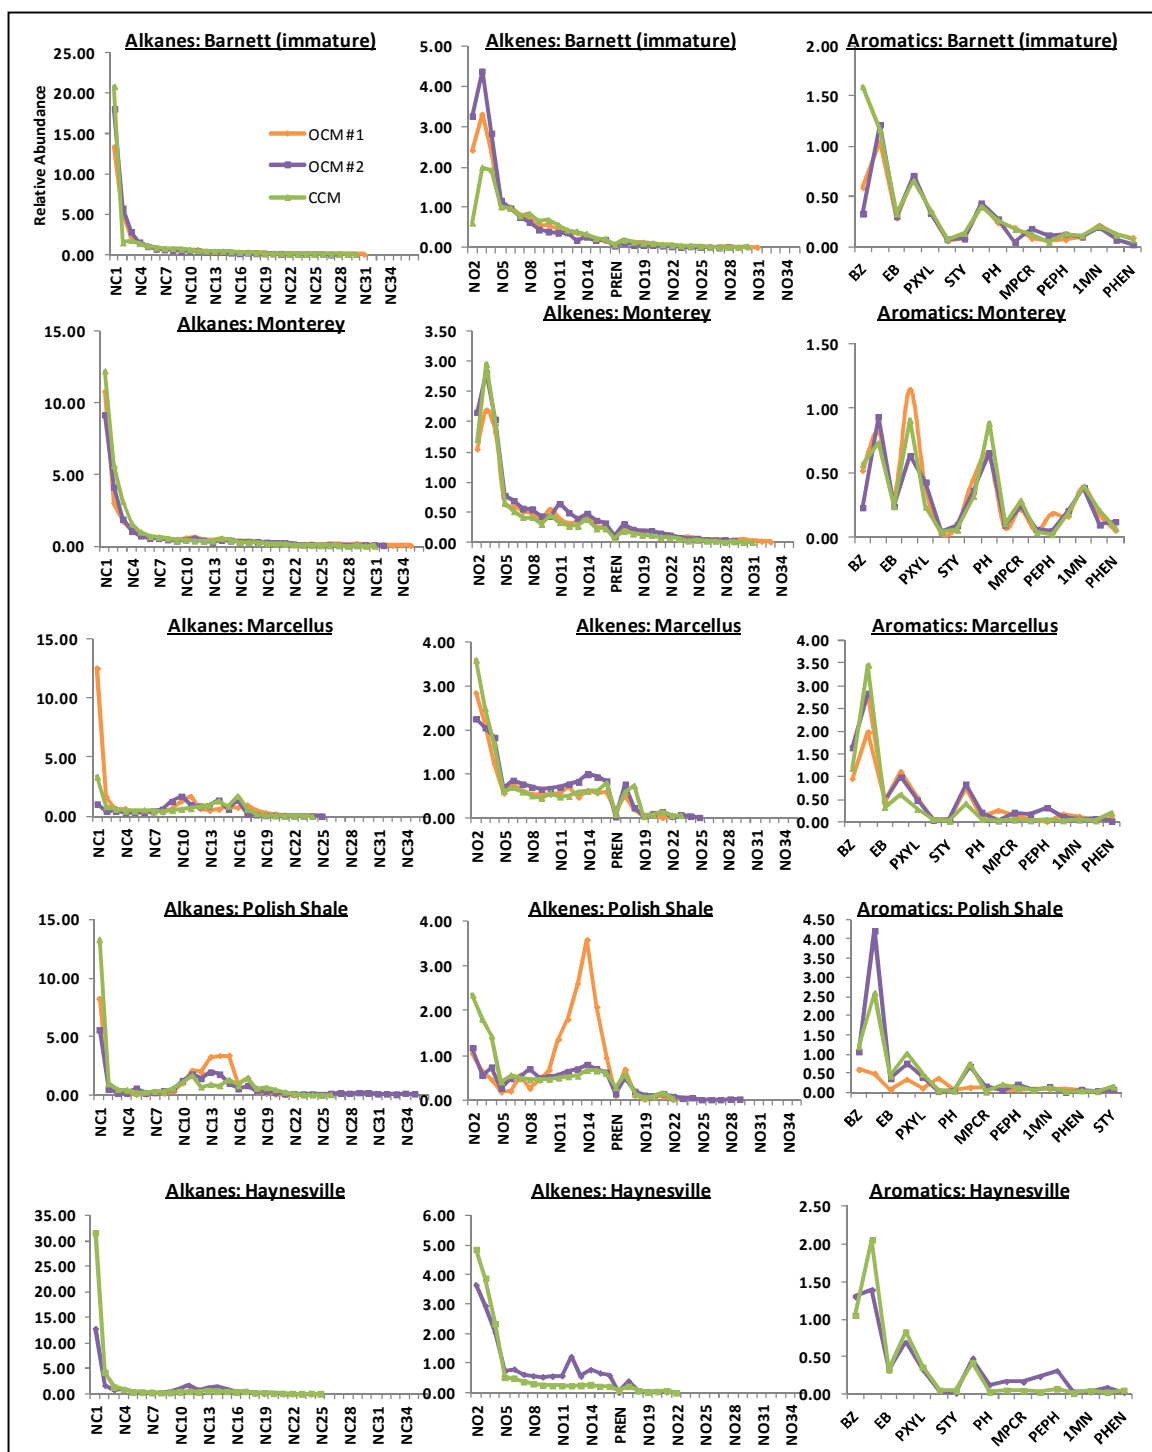 Alkanes: Barnett (immature)
25.00
20.00
15.00
10.00
5.00
0.00
Relative Abundance
OCM #1
OCM #2
CCM
NC1 NC4 NC7 NC10 NC13 NC16 NC19 NC22 NC25 NC28 NC31 NC34
Alkenes: Barnett (immature)
5.00
4.00
3.00
2.00
1.00
0.00
NO2 NO5 NO8 NO11 NO14 PREN NO19 NO22 NO25 NO28 NO31 NO34
Aromatics: Barnett (immature)
2.00
1.50
1.00
0.50
0.00
BZ EB PXYL STY PH MPCR PEPH 1MN PHEN
Alkanes: Monterey
15.00
10.00
5.00
0.00
NC1 NC4 NC7 NC10 NC13 NC16 NC19 NC22 NC25 NC28 NC31 NC34
Alkenes: Monterey
3.50
3.00
2.50
2.00
1.50
1.00
0.50
0.00
NO2 NO5 NO8 NO11 NO14 PREN NO19 NO22 NO25 NO28 NO31 NO34
Aromatics: Monterey
1.50
1.00
0.50
0.00
BZ EB PXYL STY PH MPCR PEPH 1MN PHEN
Alkanes: Marcellus
15.00
10.00
5.00
0.00
NC1 NC4 NC7 NC10 NC13 NC16 NC19 NC22 NC25 NC28 NC31 NC34
Alkenes: Marcellus
4.00
3.00
2.00
1.00
0.00
NO2 NO5 NO8 NO11 NO14 PREN NO19 NO22 NO25 NO28 NO31 NO34
Aromatics: Marcellus
4.00
3.50
3.00
2.50
2.00
1.50
1.00
0.50
0.00
BZ EB PXYL STY PH MPCR PEPH 1MN PHEN
Alkanes: Polish Shale
15.00
10.00
5.00
0.00
NC1 NC4 NC7 NC10 NC13 NC16 NC19 NC22 NC25 NC28 NC31 NC34
Alkenes: Polish Shale
4.00
3.00
2.00
1.00
0.00
NO2 NO5 NO8 NO11 NO14 PREN NO19 NO22 NO25 NO28 NO31 NO34
Aromatics: Polish Shale
4.50
4.00
3.50
3.00
2.50
2.00
1.50
1.00
0.50
0.00
BZ EB PXYL PH MPCR PEPH 1MN PHEN STY
Alkanes: Haynesville
35.00
30.00
25.00
20.00
15.00
10.00
5.00
0.00
NC1 NC4 NC7 NC10 NC13 NC16 NC19 NC22 NC25 NC28 NC31 NC34
Alkenes: Haynesville
6.00
5.00
4.00
3.00
2.00
1.00
0.00
NO2 NO5 NO8 NO11 NO14 PREN NO19 NO22 NO25 NO28 NO31 NO34
Aromatics: Haynesville
2.50
2.00
1.50
1.00
0.50
0.00
BZ EB PXYL STY PH MPCR PEPH 1MN PHEN